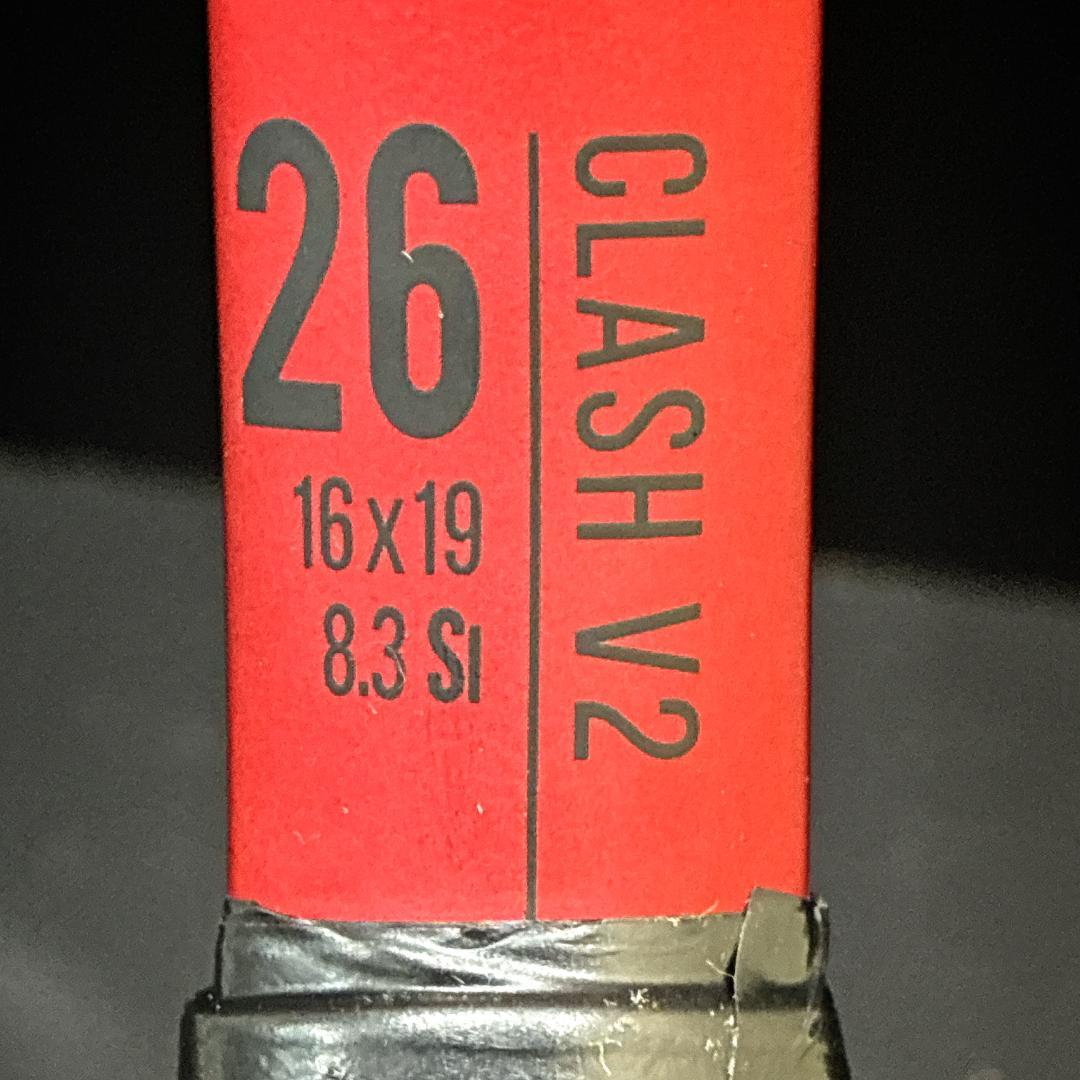 26
16x19
8.3 SI
CLASH V2